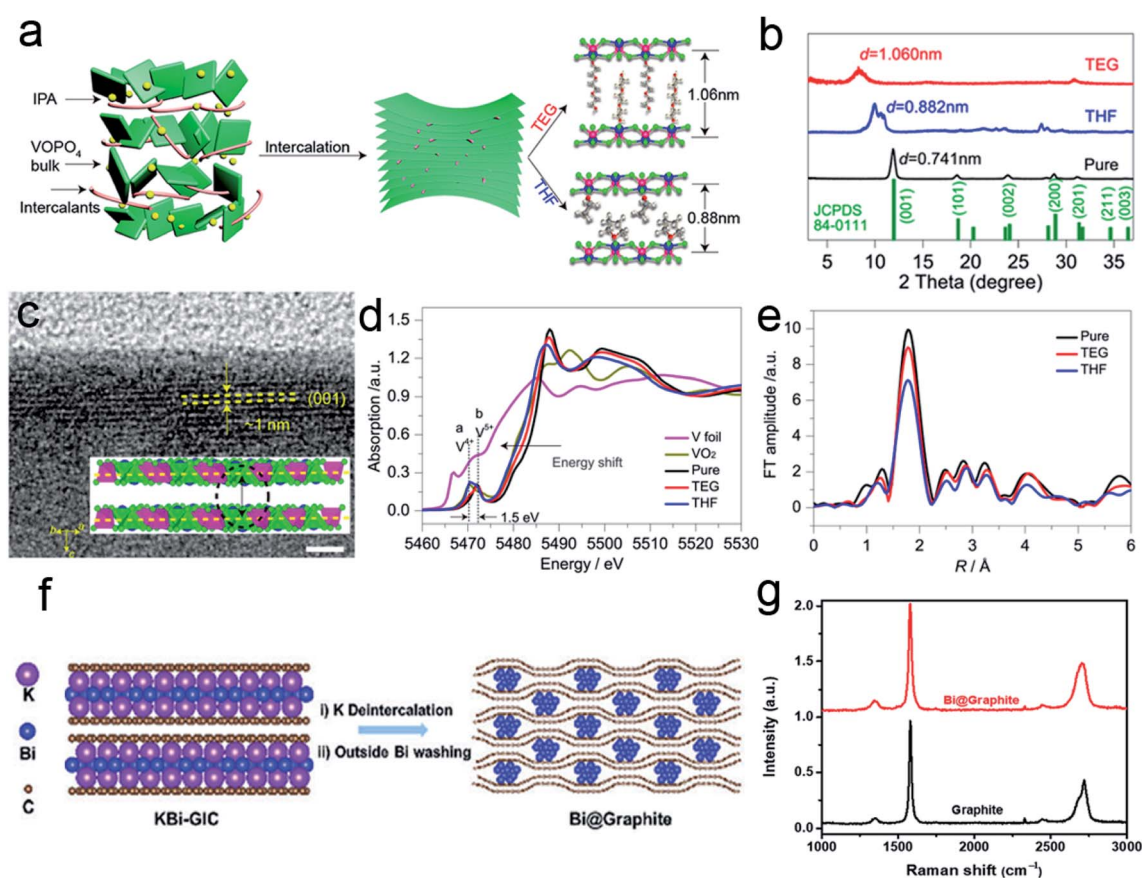 a
IPA
VOPO4
bulk
Intercalants
Intercalation
TEG
THF
1.06nm
0.88nm
b
d=1.060nm
TEG
d=0.882nm
THF
d=0.741nm
Pure
(001)
(101)
(002)
(200)
(201)
(211)
(003)
JCPDS
84-0111
5 10 15 20 25 30 35
2 Theta (degree)
c
(001)
~1 nm
b a
c
d
1.5
1.2
0.9
0.6
0.3
0.0
Absorption /a.u.
a
V4+
b
V5+
Energy shift
1.5 eV
V foil
VO2
Pure
TEG
THF
5460 5470 5480 5490 5500 5510 5520 5530
Energy / eV
e
10
8
6
4
2
0
FT amplitude /a.u.
Pure
TEG
THF
0 1 2 3 4 5 6
R / Å
f
K
Bi
C
KBi-GIC
i) K Deintercalation
ii) Outside Bi washing
Bi@Graphite
g
2.0
1.5
1.0
0.5
0.0
Intensity (a.u.)
Bi@Graphite
Graphite
1000 1500 2000 2500 3000
Raman shift (cm⁻¹)